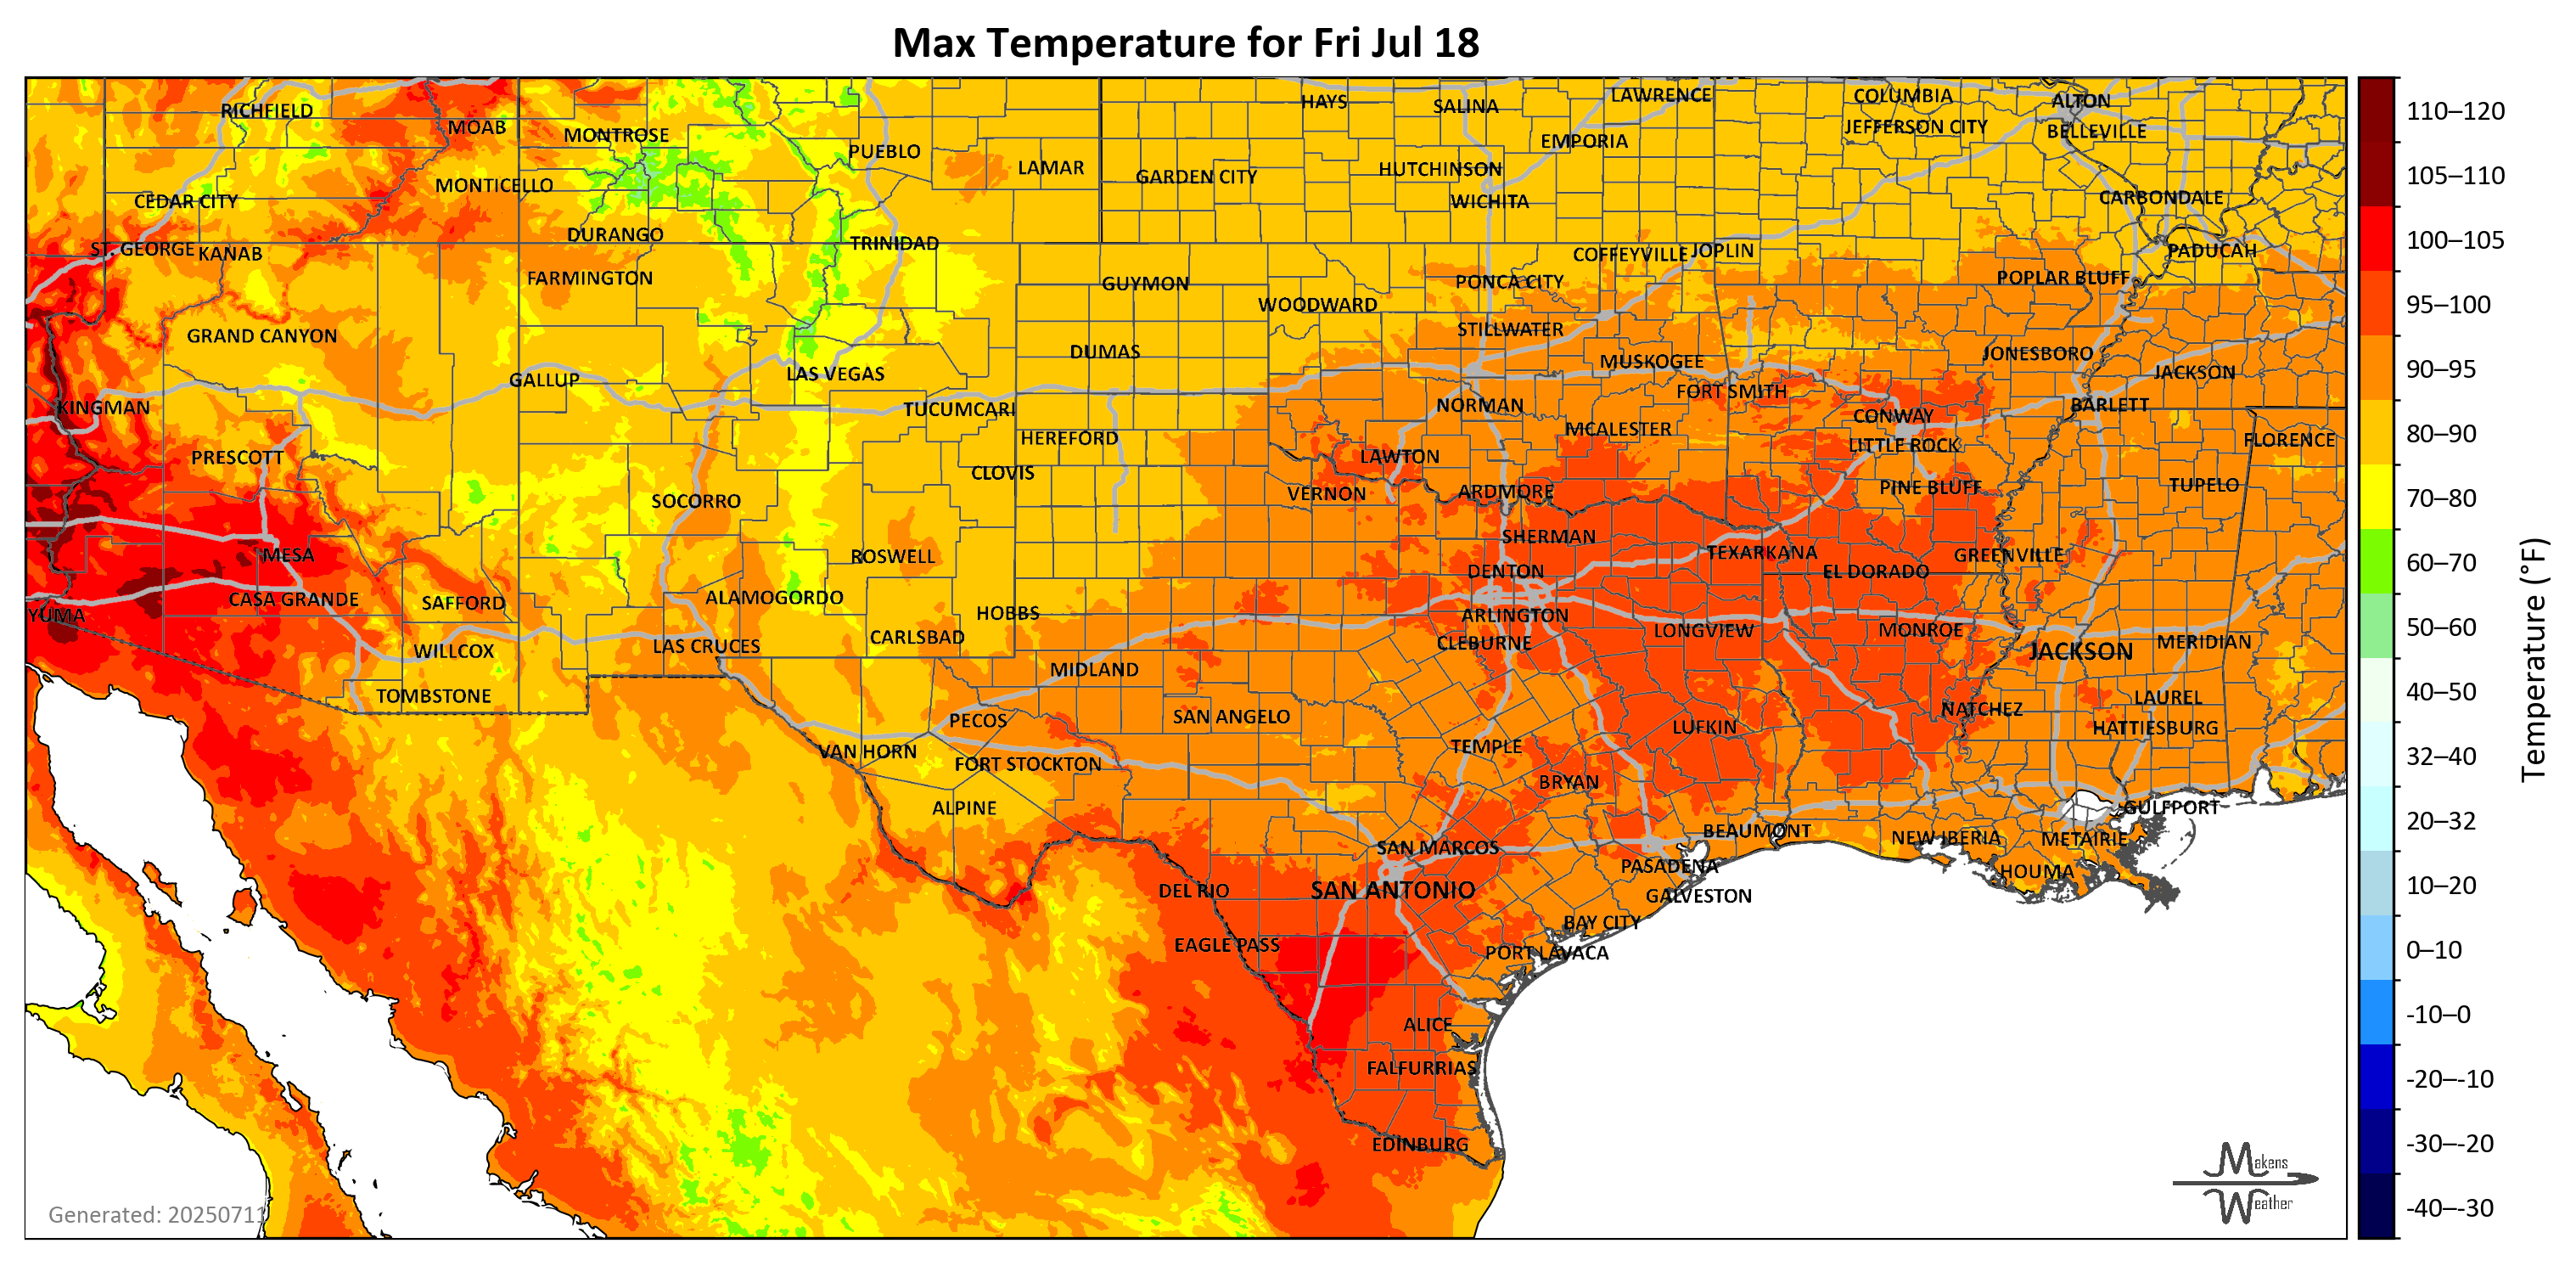 Max Temperature for Fri Jul 18
RICHFIELD
MOAB
MONTROSE
PUEBLO
LAMAR
HAYS
SALINA
LAWRENCE
COLUMBIA
ALTON
JEFFERSON CITY
BELLEVILLE
EMPORIA
GARDEN CITY
HUTCHINSON
WICHITA
CEDAR CITY
MONTICELLO
CARBONDALE
DURANGO
TRINIDAD
ST. GEORGE
KANAB
COFFEYVILLE
JOPLIN
PADUCAH
FARMINGTON
GUYMON
PONCA CITY
POPLAR BLUFF
WOODWARD
GRAND CANYON
STILLWATER
DUMAS
MUSKOGEE
JONESBORO
JACKSON
GALLUP
LAS VEGAS
FORT SMITH
KINGMAN
TUCUMCARI
NORMAN
CONWAY
BARLETT
HEREFORD
MCALESTER
LITTLE ROCK
FLORENCE
PRESCOTT
CLOVIS
LAWTON
SOCORRO
VERNON
ARDMORE
PINE BLUFF
TUPELO
MESA
ROSWELL
SHERMAN
TEXARKANA
GREENVILLE
DENTON
EL DORADO
YUMA
CASA GRANDE
SAFFORD
ALAMOGORDO
HOBBS
ARLINGTON
WILLCOX
LAS CRUCES
CARLSBAD
CLEBURNE
LONGVIEW
MONROE
JACKSON
MERIDIAN
TOMBSTONE
MIDLAND
PECOS
SAN ANGELO
LUFKIN
NATCHEZ
LAUREL
HATTIESBURG
VAN HORN
FORT STOCKTON
TEMPLE
BRYAN
ALPINE
BEAUMONT
NEW IBERIA
METAIRIE
GULFPORT
SAN MARCOS
PASADENA
HOUMA
DEL RIO
SAN ANTONIO
GALVESTON
BAY CITY
EAGLE PASS
PORT LAVACA
ALICE
FALFURRIAS
EDINBURG
Generated: 20250711
Makens
Weather
110–120
105–110
100–105
95–100
90–95
80–90
70–80
60–70
50–60
40–50
32–40
20–32
10–20
0–10
-10–0
-20–-10
-30–-20
-40–-30
Temperature (°F)